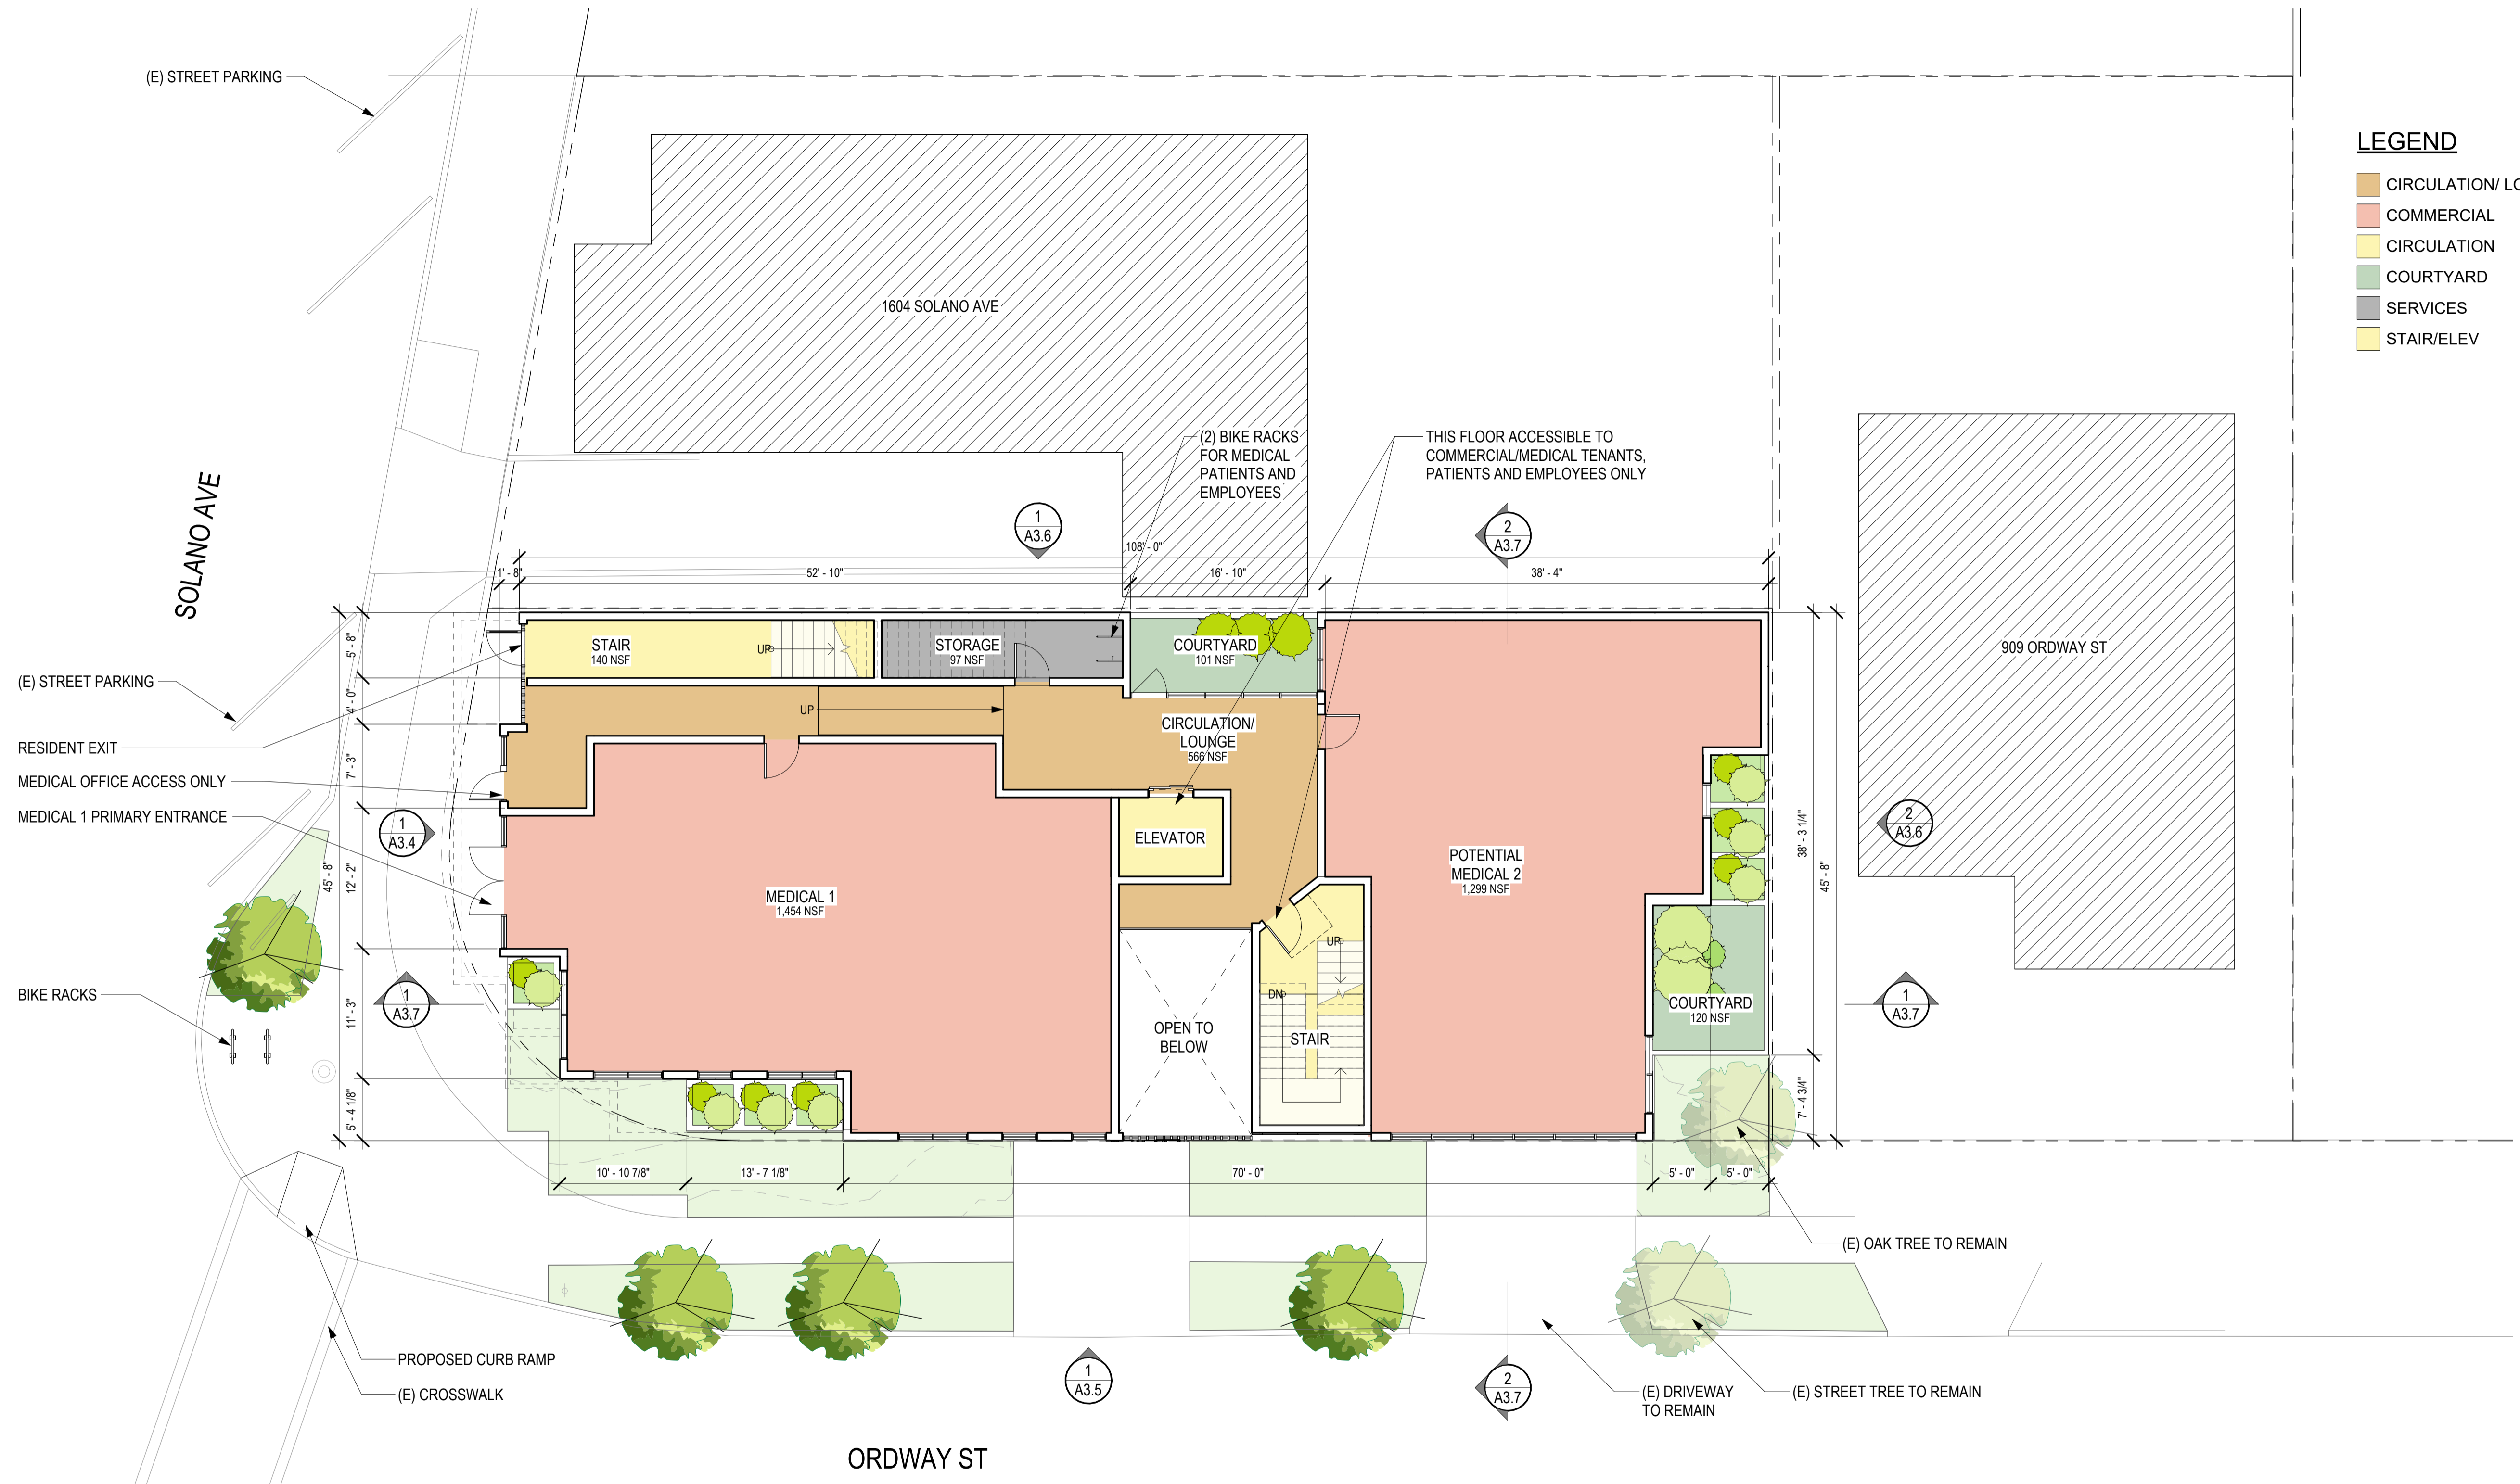 (E) STREET PARKING
LEGEND
CIRCULATION/ LO
COMMERCIAL
CIRCULATION
COURTYARD
SERVICES
STAIR/ELEV
1604 SOLANO AVE
SOLANO AVE
(2) BIKE RACKS
FOR MEDICAL
PATIENTS AND
EMPLOYEES
THIS FLOOR ACCESSIBLE TO
COMMERCIAL/MEDICAL TENANTS,
PATIENTS AND EMPLOYEES ONLY
1
A3.6
2
A3.7
108' - 0"
1' - 8"
52' - 10"
16' - 10"
38' - 4"
5' - 8"
4' - 0"
7' - 3"
12' - 2"
45' - 8"
11' - 3"
5' - 4 1/8"
STAIR
140 NSF
UP
STORAGE
97 NSF
COURTYARD
101 NSF
909 ORDWAY ST
(E) STREET PARKING
RESIDENT EXIT
MEDICAL OFFICE ACCESS ONLY
MEDICAL 1 PRIMARY ENTRANCE
UP
CIRCULATION/
LOUNGE
566 NSF
1
A3.4
ELEVATOR
2
A3.6
38' - 3 1/4"
45' - 8"
7' - 4 3/4"
MEDICAL 1
1,454 NSF
POTENTIAL
MEDICAL 2
1,299 NSF
UP
DN
BIKE RACKS
1
A3.7
OPEN TO
BELOW
STAIR
COURTYARD
120 NSF
1
A3.7
10' - 10 7/8"
13' - 7 1/8"
70' - 0"
5' - 0"
5' - 0"
(E) OAK TREE TO REMAIN
PROPOSED CURB RAMP
(E) CROSSWALK
1
A3.5
2
A3.7
(E) DRIVEWAY
TO REMAIN
(E) STREET TREE TO REMAIN
ORDWAY ST